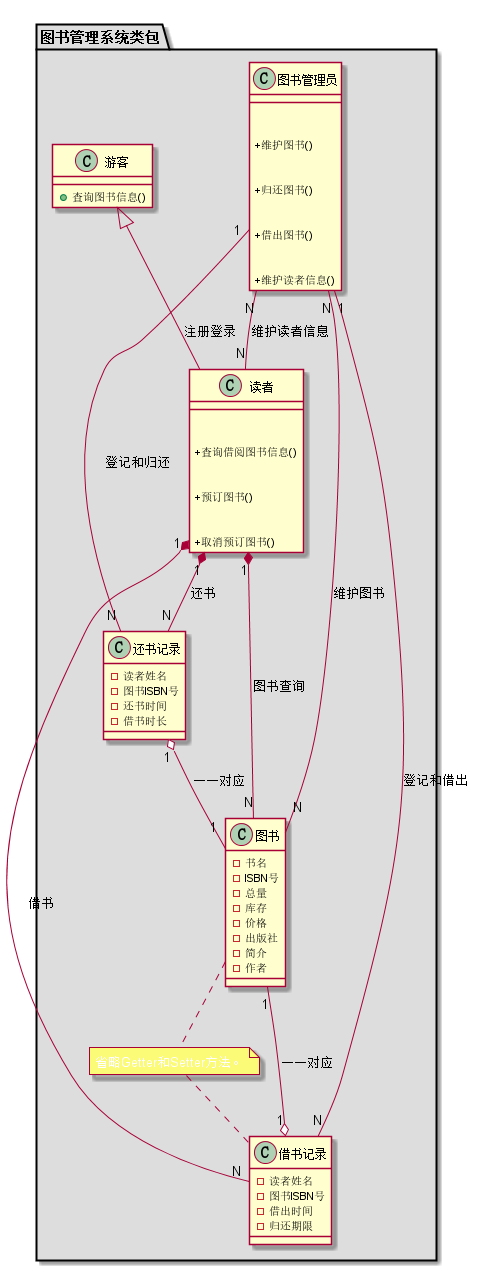 图书管理系统类包
C 图书管理员
+维护图书()
+归还图书()
+借出图书()
+维护读者信息()
C 游客
查询图书信息()
1
N
N 1
注册登录
维护读者信息
N
C 读者
+查询借阅图书信息()
+预订图书()
+取消预订图书()
登记和归还
1
1
1
还书
维护图书
N
N
C 还书记录
读者姓名
图书ISBN号
还书时间
借书时长
图书查询
1
一一对应
登记和借出
N
N
1
C 图书
书名
ISBN号
总量
库存
价格
出版社
简介
作者
借书
1
省略Getter和Setter方法。
一一对应
1
N
N
C 借书记录
读者姓名
图书ISBN号
借出时间
归还期限